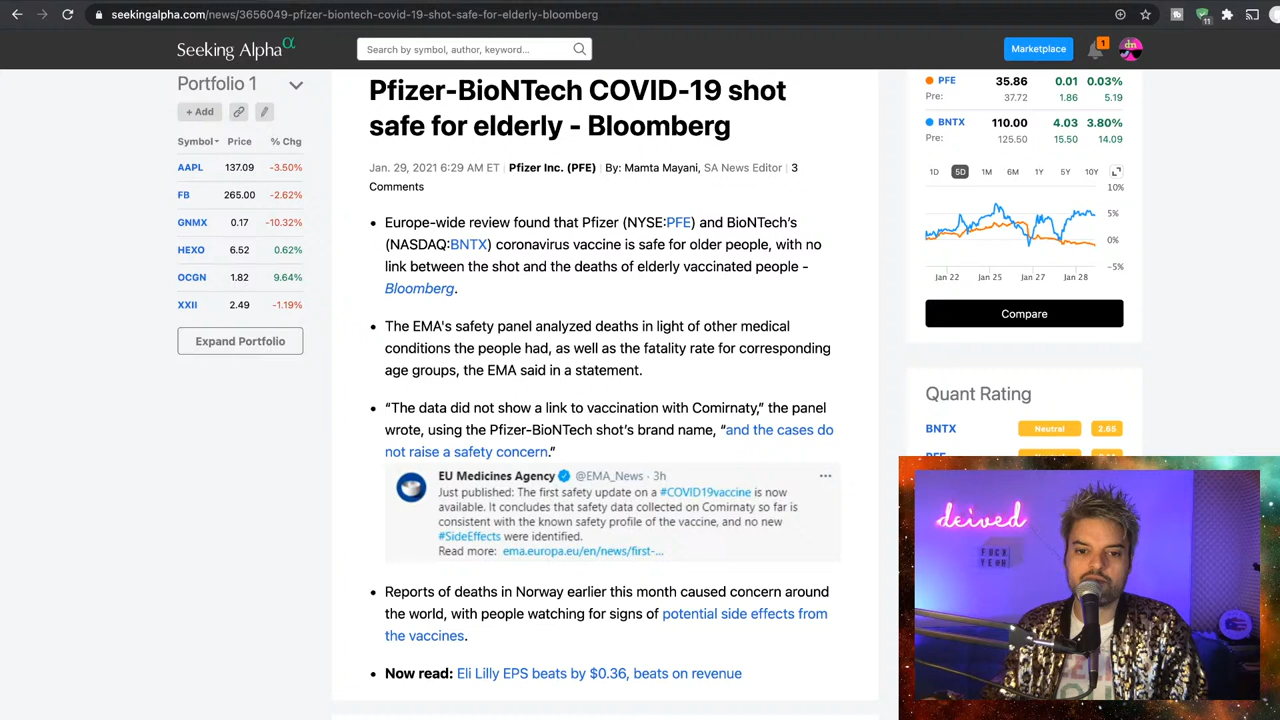 seekingalpha.com/news/3656049-pfizer-biontech-covid-19-shot-safe-for-elderly-bloomberg
11
Seeking Alpha α
Search by symbol, author, keyword...
Marketplace
1
Portfolio 1
+ Add
Symbol Price % Chg
AAPL 137.09 -3.50%
FB 265.00 -2.62%
GNMX 0.17 -10.32%
HEXO 6.52 0.62%
OCGN 1.82 9.64%
XXII 2.49 -1.19%
Expand Portfolio
Pfizer-BioNTech COVID-19 shot
safe for elderly - Bloomberg
Jan. 29, 2021 6:29 AM ET | Pfizer Inc. (PFE) | By: Mamta Mayani, SA News Editor | 3
Comments
• Europe-wide review found that Pfizer (NYSE:PFE) and BioNTech's
(NASDAQ:BNTX) coronavirus vaccine is safe for older people, with no
link between the shot and the deaths of elderly vaccinated people -
Bloomberg.
• The EMA's safety panel analyzed deaths in light of other medical
conditions the people had, as well as the fatality rate for corresponding
age groups, the EMA said in a statement.
• “The data did not show a link to vaccination with Comirnaty,” the panel
wrote, using the Pfizer-BioNTech shot’s brand name, “and the cases do
not raise a safety concern.”
EU Medicines Agency @EMA_News · 3h
Just published: The first safety update on a #COVID19vaccine is now
available. It concludes that safety data collected on Comirnaty so far is
consistent with the known safety profile of the vaccine, and no new
#SideEffects were identified.
Read more: ema.europa.eu/en/news/first-...
• Reports of deaths in Norway earlier this month caused concern around
the world, with people watching for signs of potential side effects from
the vaccines.
• Now read: Eli Lilly EPS beats by $0.36, beats on revenue
PFE 35.86 0.01 0.03%
Pre: 37.72 1.86 5.19
BNTX 110.00 4.03 3.80%
Pre: 125.50 15.50 14.09
1D 5D 1M 6M 1Y 5Y 10Y
10%
5%
0%
-5%
Jan 22 Jan 25 Jan 27 Jan 28
Compare
Quant Rating
BNTX Neutral 2.65
deived
FUCK
YEAH